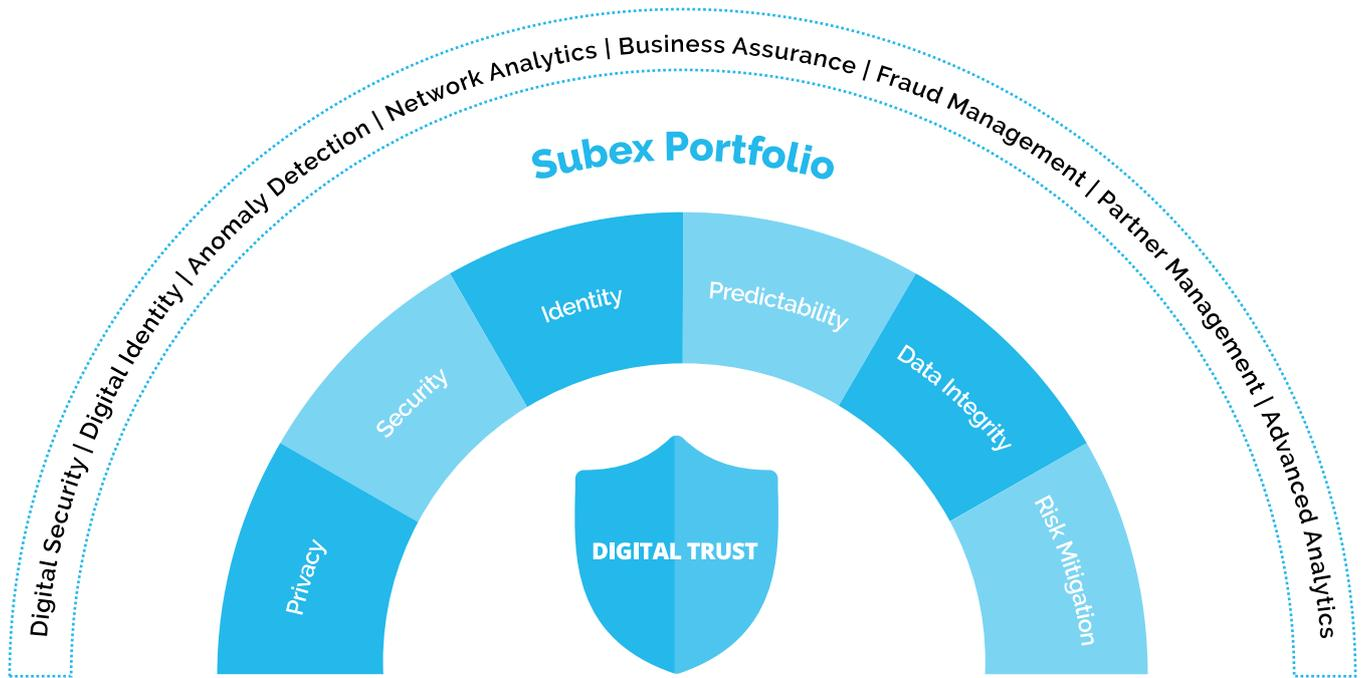 Digital Security | Digital Identity | Anomaly Detection | Network Analytics | Business Assurance | Fraud Management | Partner Management | Advanced Analytics
Subex Portfolio
Privacy
Security
Identity
Predictability
Data Integrity
Risk Mitigation
DIGITAL TRUST